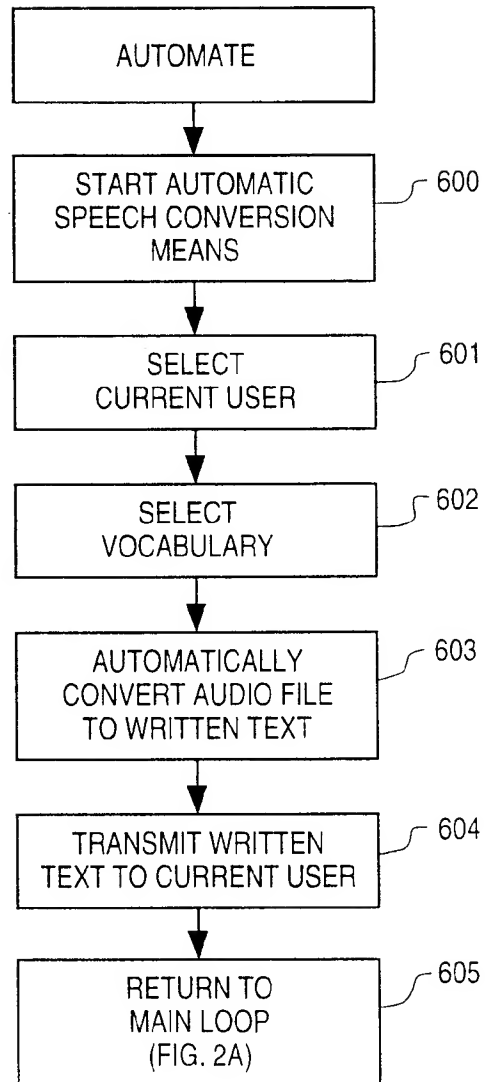 AUTOMATE
START AUTOMATIC
SPEECH CONVERSION
MEANS
600
SELECT
CURRENT USER
601
SELECT
VOCABULARY
602
AUTOMATICALLY
CONVERT AUDIO FILE
TO WRITTEN TEXT
603
TRANSMIT WRITTEN
TEXT TO CURRENT USER
604
RETURN TO
MAIN LOOP
(FIG. 2A)
605